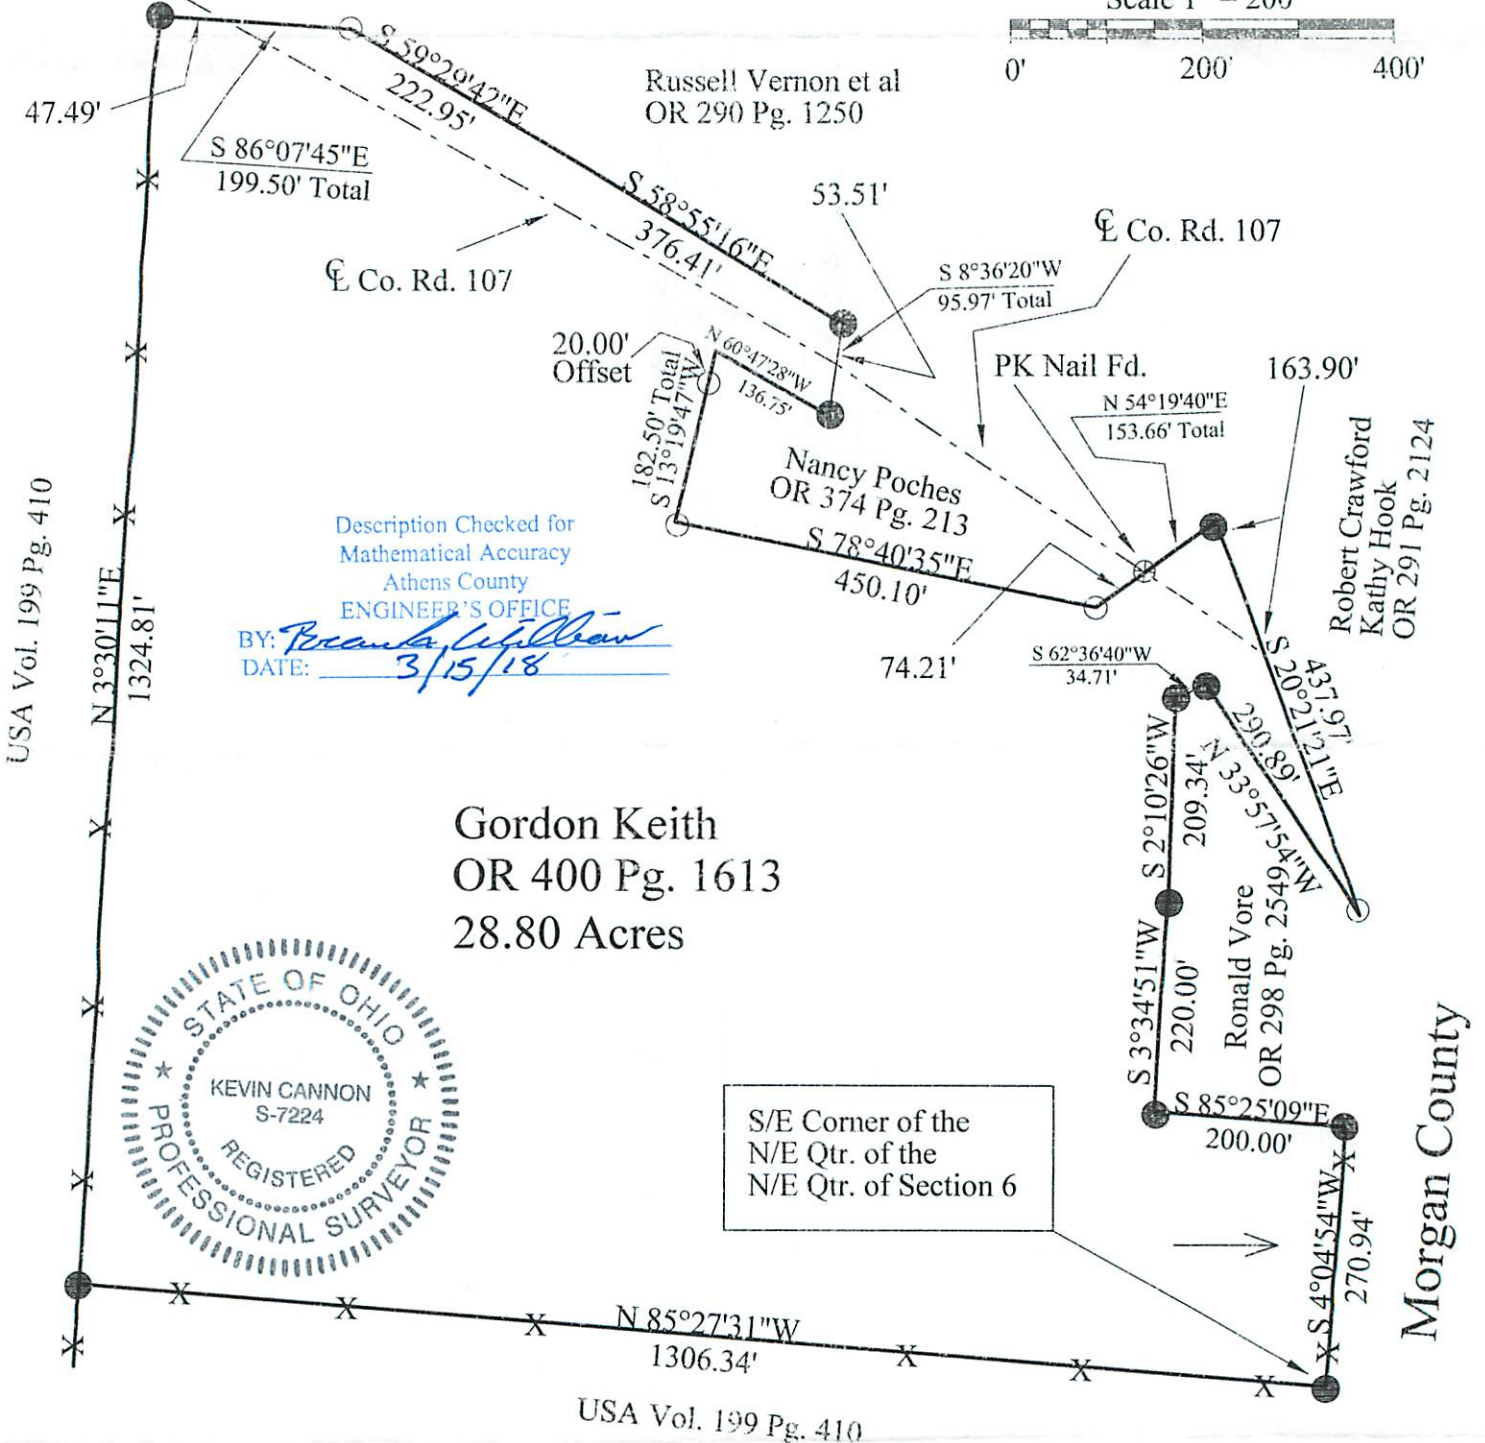 Scale 1" = 200'
0' 200' 400'
47.49'
S 86°07'45"E
199.50' Total
S 59°29'42"E
222.95'
Russell Vernon et al
OR 290 Pg. 1250
S 58°55'16"E
376.41'
53.51'
℄ Co. Rd. 107
℄ Co. Rd. 107
S 8°36'20"W
95.97' Total
20.00'
Offset
N 60°47'28"W
136.75'
182.50' Total
S 13°19'47"W
PK Nail Fd.
163.90'
N 54°19'40"E
153.66' Total
Nancy Poches
OR 374 Pg. 213
S 78°40'35"E
450.10'
74.21'
Robert Crawford
Kathy Hook
OR 291 Pg. 2124
USA Vol. 199 Pg. 410
N 3°30'11"E
1324.81'
Description Checked for
Mathematical Accuracy
Athens County
ENGINEER'S OFFICE
BY:
DATE: 3/15/18
S 62°36'40"W
34.71'
437.97'
S 20°21'21"E
290.89'
N 33°57'54"W
S 2°10'26"W
209.34'
Gordon Keith
OR 400 Pg. 1613
28.80 Acres
S 3°34'51"W
220.00'
Ronald Vore
OR 298 Pg. 2549
STATE OF OHIO
KEVIN CANNON
S-7224
REGISTERED
PROFESSIONAL SURVEYOR
S/E Corner of the
N/E Qtr. of the
N/E Qtr. of Section 6
S 85°25'09"E
200.00'
S 4°04'54"W
270.94'
Morgan County
N 85°27'31"W
1306.34'
USA Vol. 199 Pg. 410